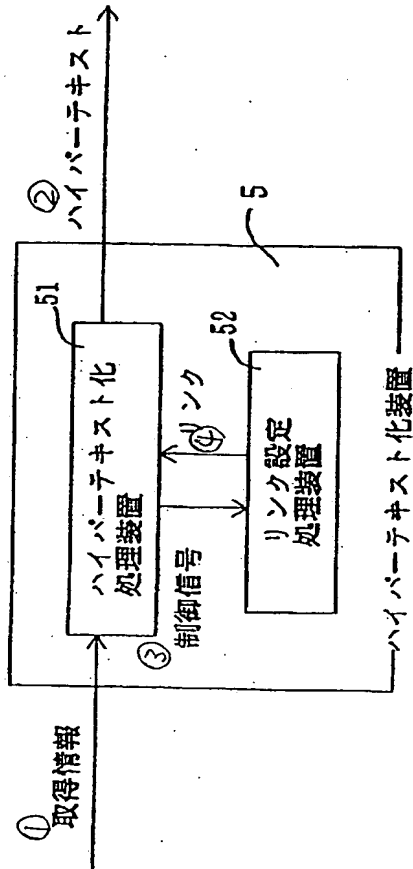 ①
取得情報
②
ハイパーテキスト
51
ハイパーテキスト化
処理装置
③
制御信号
④
リンク
52
リンク設定
処理装置
5
ハイパーテキスト化装置